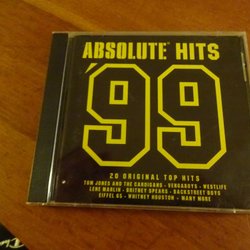 ABSOLUTE HITS
'99
20 ORIGINAL TOP HITS
TOM JONES AND THE CARDIGANS - VENGABOYS - WESTLIFE
LENE MARLIN - BRITNEY SPEARS - BACKSTREET BOYS
EIFFEL 65 - WHITNEY HOUSTON - MANY MORE